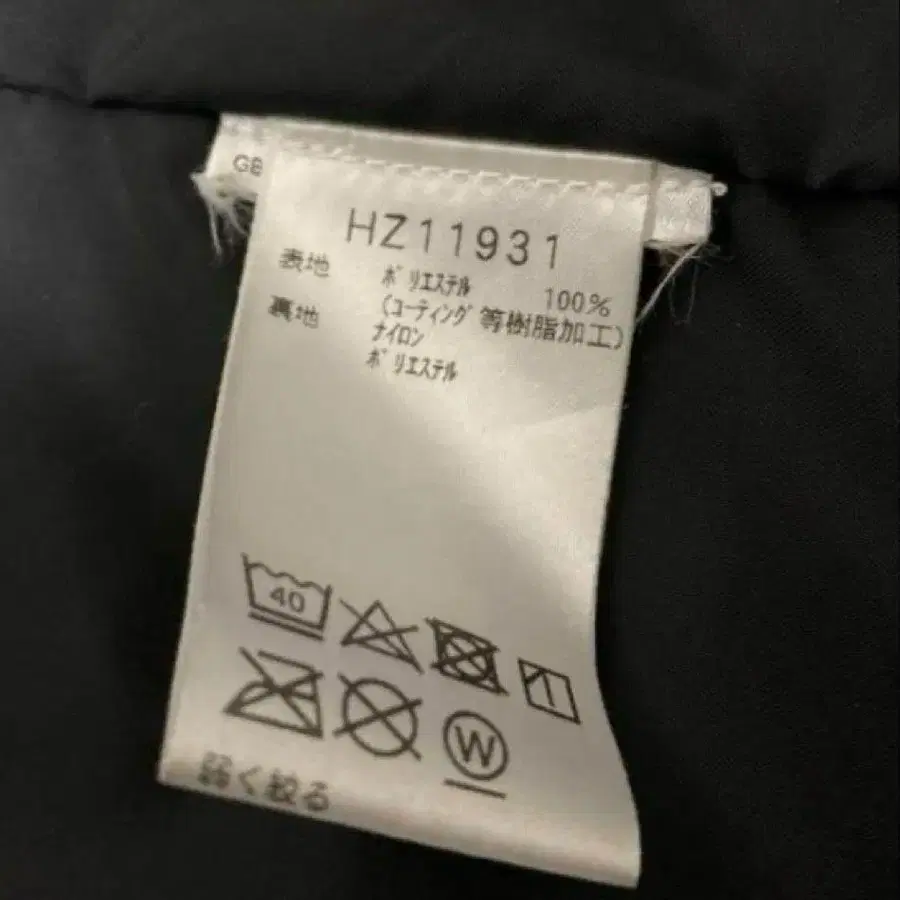 GB
HZ11931
表地 ポリエステル 100%
(コーティング等樹脂加工)
裏地 ナイロン
ポリエステル
40
W
弱く絞る